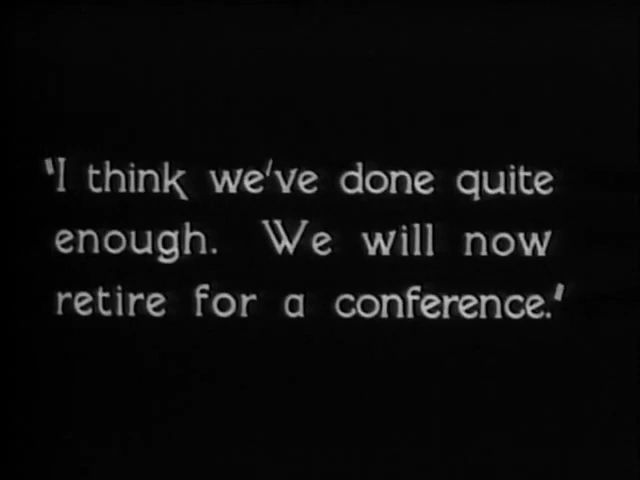 "I think we've done quite
enough. We will now
retire for a conference."